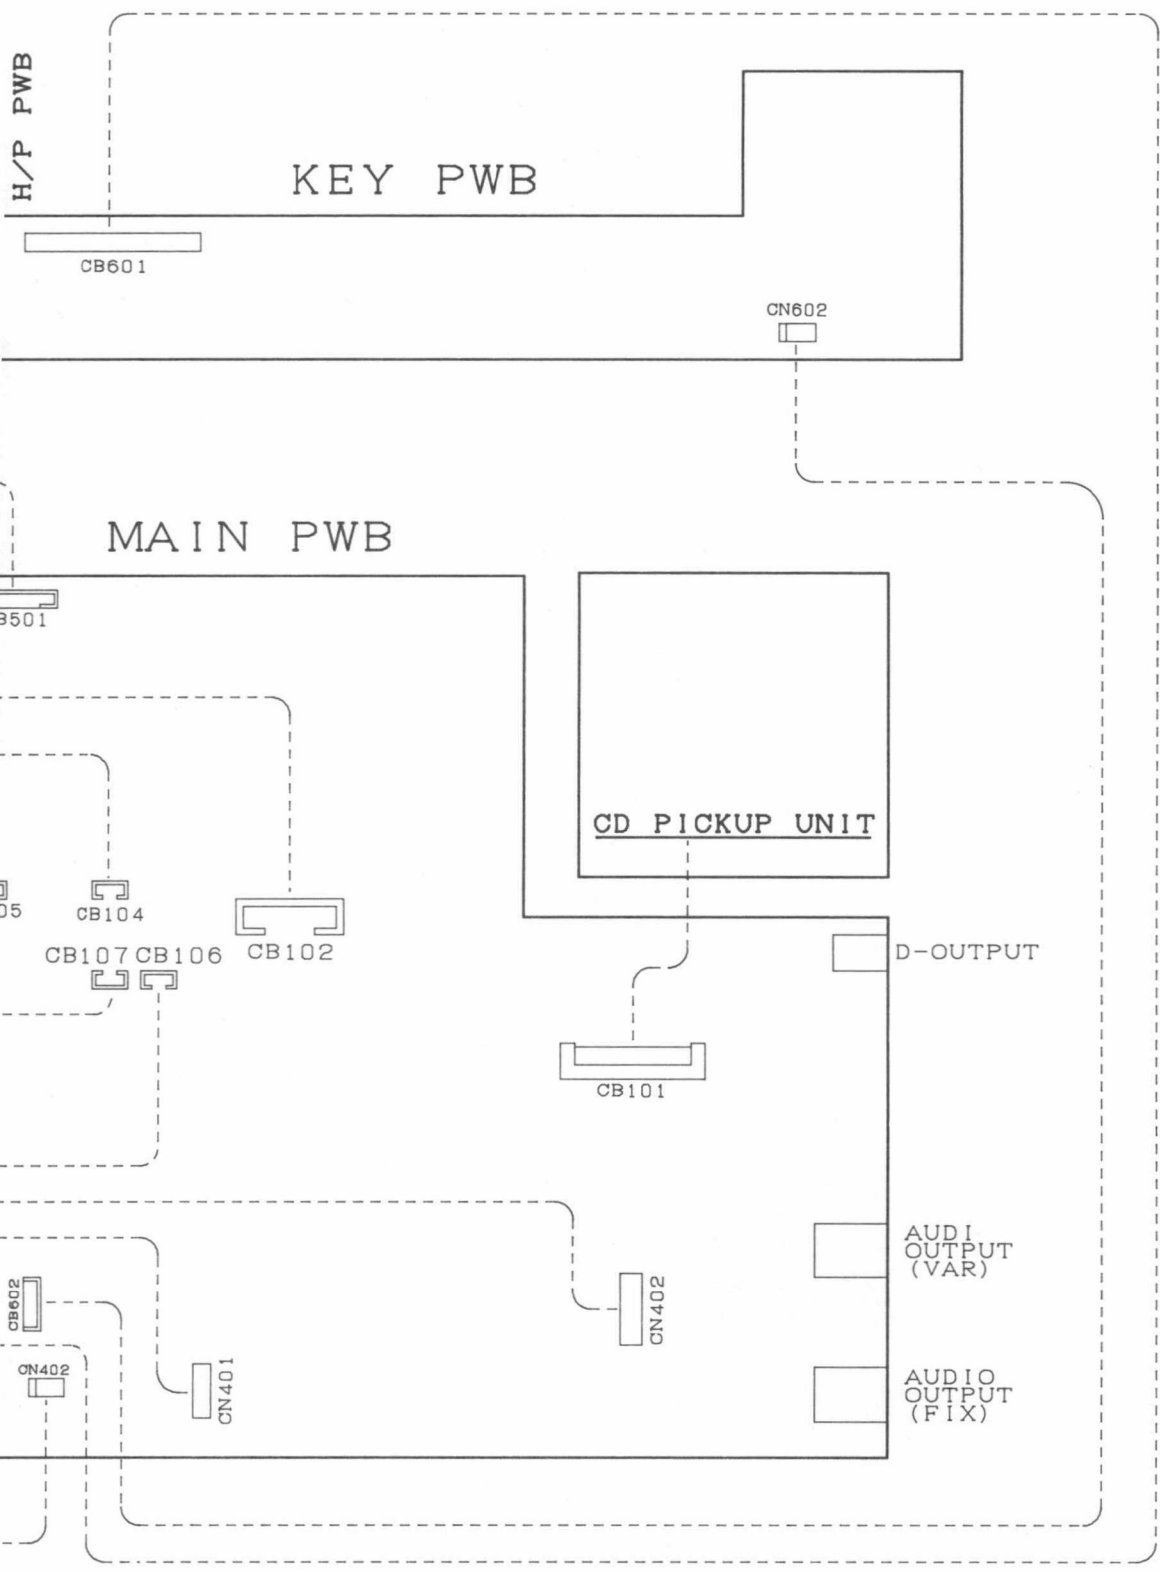 H/P PWB
KEY PWB
CB601
CN602
MAIN PWB
B501
CD PICKUP UNIT
05
CB104
CB107 CB106
CB102
D-OUTPUT
CB101
AUDI
OUTPUT
(VAR)
CB602
CN402
CN402
CN401
AUDIO
OUTPUT
(FIX)